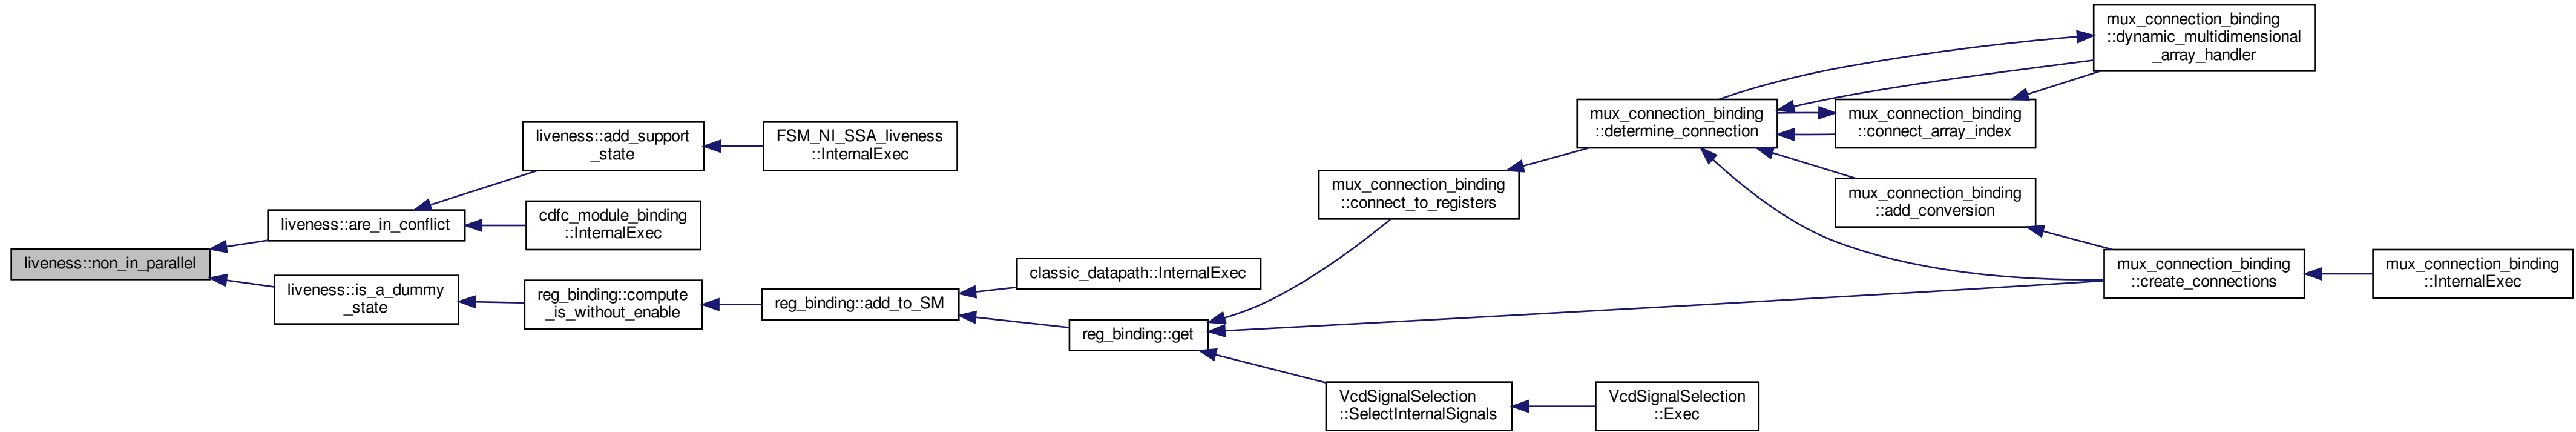 liveness::non_in_parallel
liveness::are_in_conflict
liveness::add_support
_state
FSM_NI_SSA_liveness
::InternalExec
cdfc_module_binding
::InternalExec
liveness::is_a_dummy
_state
reg_binding::compute
_is_without_enable
reg_binding::add_to_SM
classic_datapath::InternalExec
reg_binding::get
mux_connection_binding
::connect_to_registers
mux_connection_binding
::determine_connection
mux_connection_binding
::dynamic_multidimensional
_array_handler
mux_connection_binding
::connect_array_index
mux_connection_binding
::add_conversion
mux_connection_binding
::create_connections
mux_connection_binding
::InternalExec
VcdSignalSelection
::SelectInternalSignals
VcdSignalSelection
::Exec